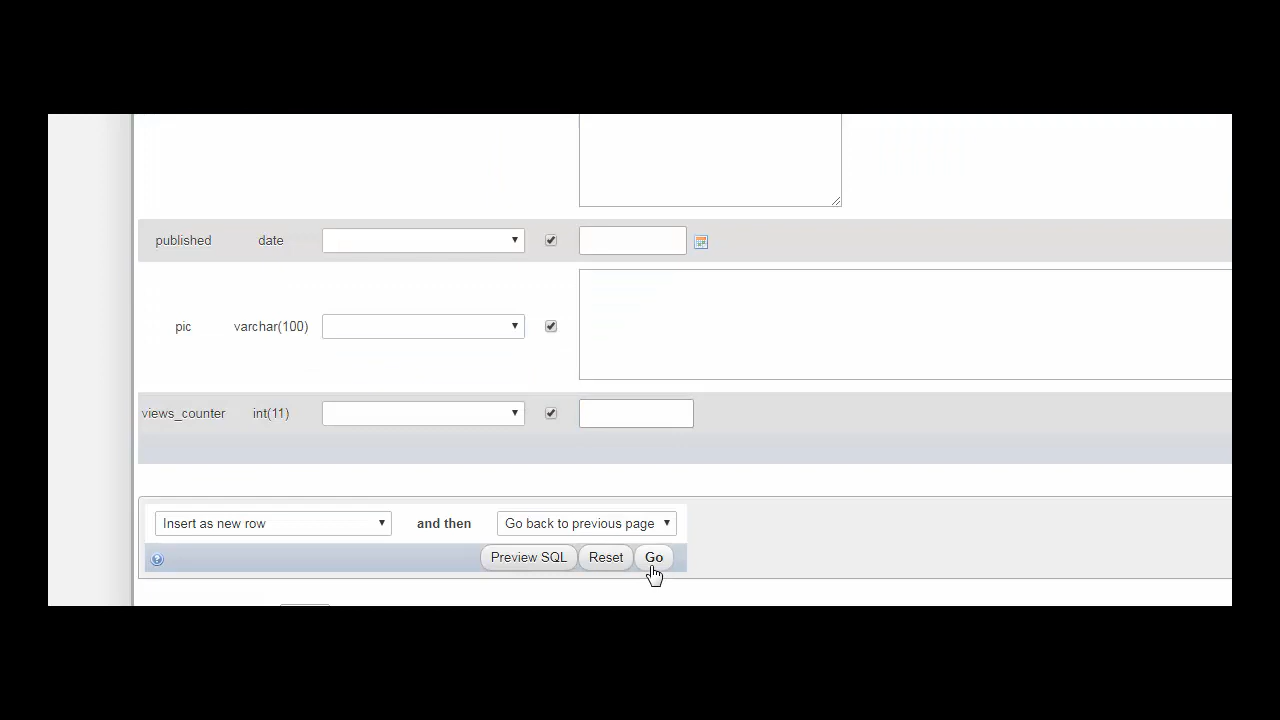 published date
pic varchar(100)
views_counter int(11)
Insert as new row and then Go back to previous page
Preview SQL Reset Go